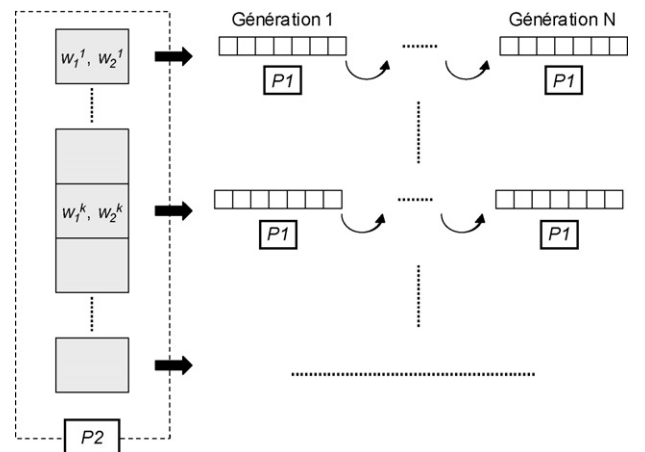 Génération 1 Génération N
w₁¹, w₂¹
P1 P1
w₁ᵏ, w₂ᵏ
P1 P1
P2